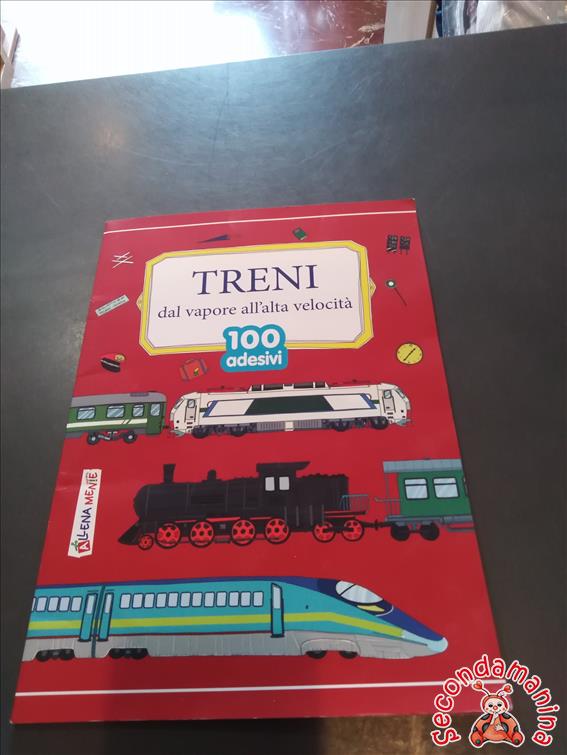 TRENI
dal vapore all'alta velocità
100
adesivi
ALLENA MENTE
Secondamanina